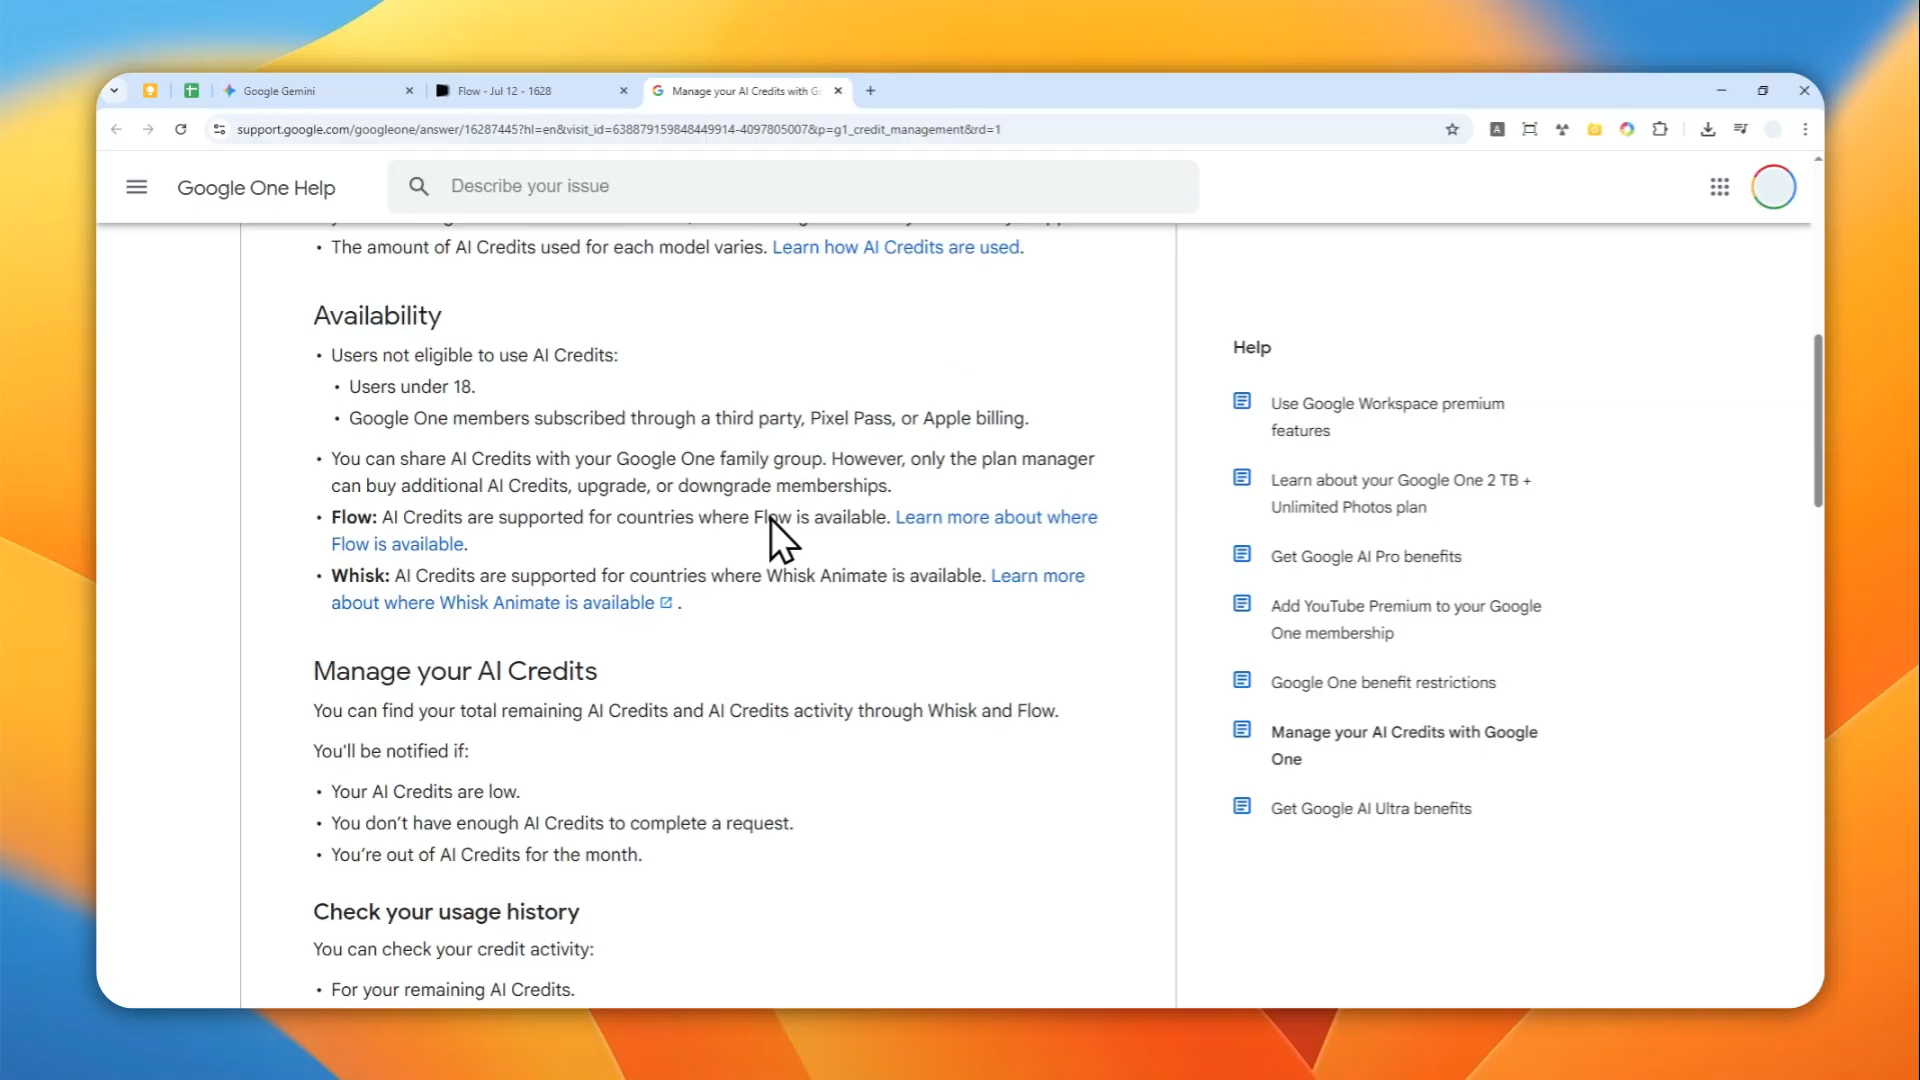 Google Gemini
Flow - Jul 12 - 1628
Manage your AI Credits with Go
support.google.com/googleone/answer/16287445?hl=en&visit_id=638879159848449914-4097805007&p=g1_credit_management&rd=1
Google One Help
Describe your issue
• The amount of AI Credits used for each model varies. Learn how AI Credits are used.
Availability
• Users not eligible to use AI Credits:
• Users under 18.
• Google One members subscribed through a third party, Pixel Pass, or Apple billing.
• You can share AI Credits with your Google One family group. However, only the plan manager
can buy additional AI Credits, upgrade, or downgrade memberships.
• Flow: AI Credits are supported for countries where Flow is available. Learn more about where
Flow is available.
• Whisk: AI Credits are supported for countries where Whisk Animate is available. Learn more
about where Whisk Animate is available .
Manage your AI Credits
You can find your total remaining AI Credits and AI Credits activity through Whisk and Flow.
You'll be notified if:
• Your AI Credits are low.
• You don’t have enough AI Credits to complete a request.
• You’re out of AI Credits for the month.
Check your usage history
You can check your credit activity:
• For your remaining AI Credits.
Help
Use Google Workspace premium
features
Learn about your Google One 2 TB +
Unlimited Photos plan
Get Google AI Pro benefits
Add YouTube Premium to your Google
One membership
Google One benefit restrictions
Manage your AI Credits with Google
One
Get Google AI Ultra benefits